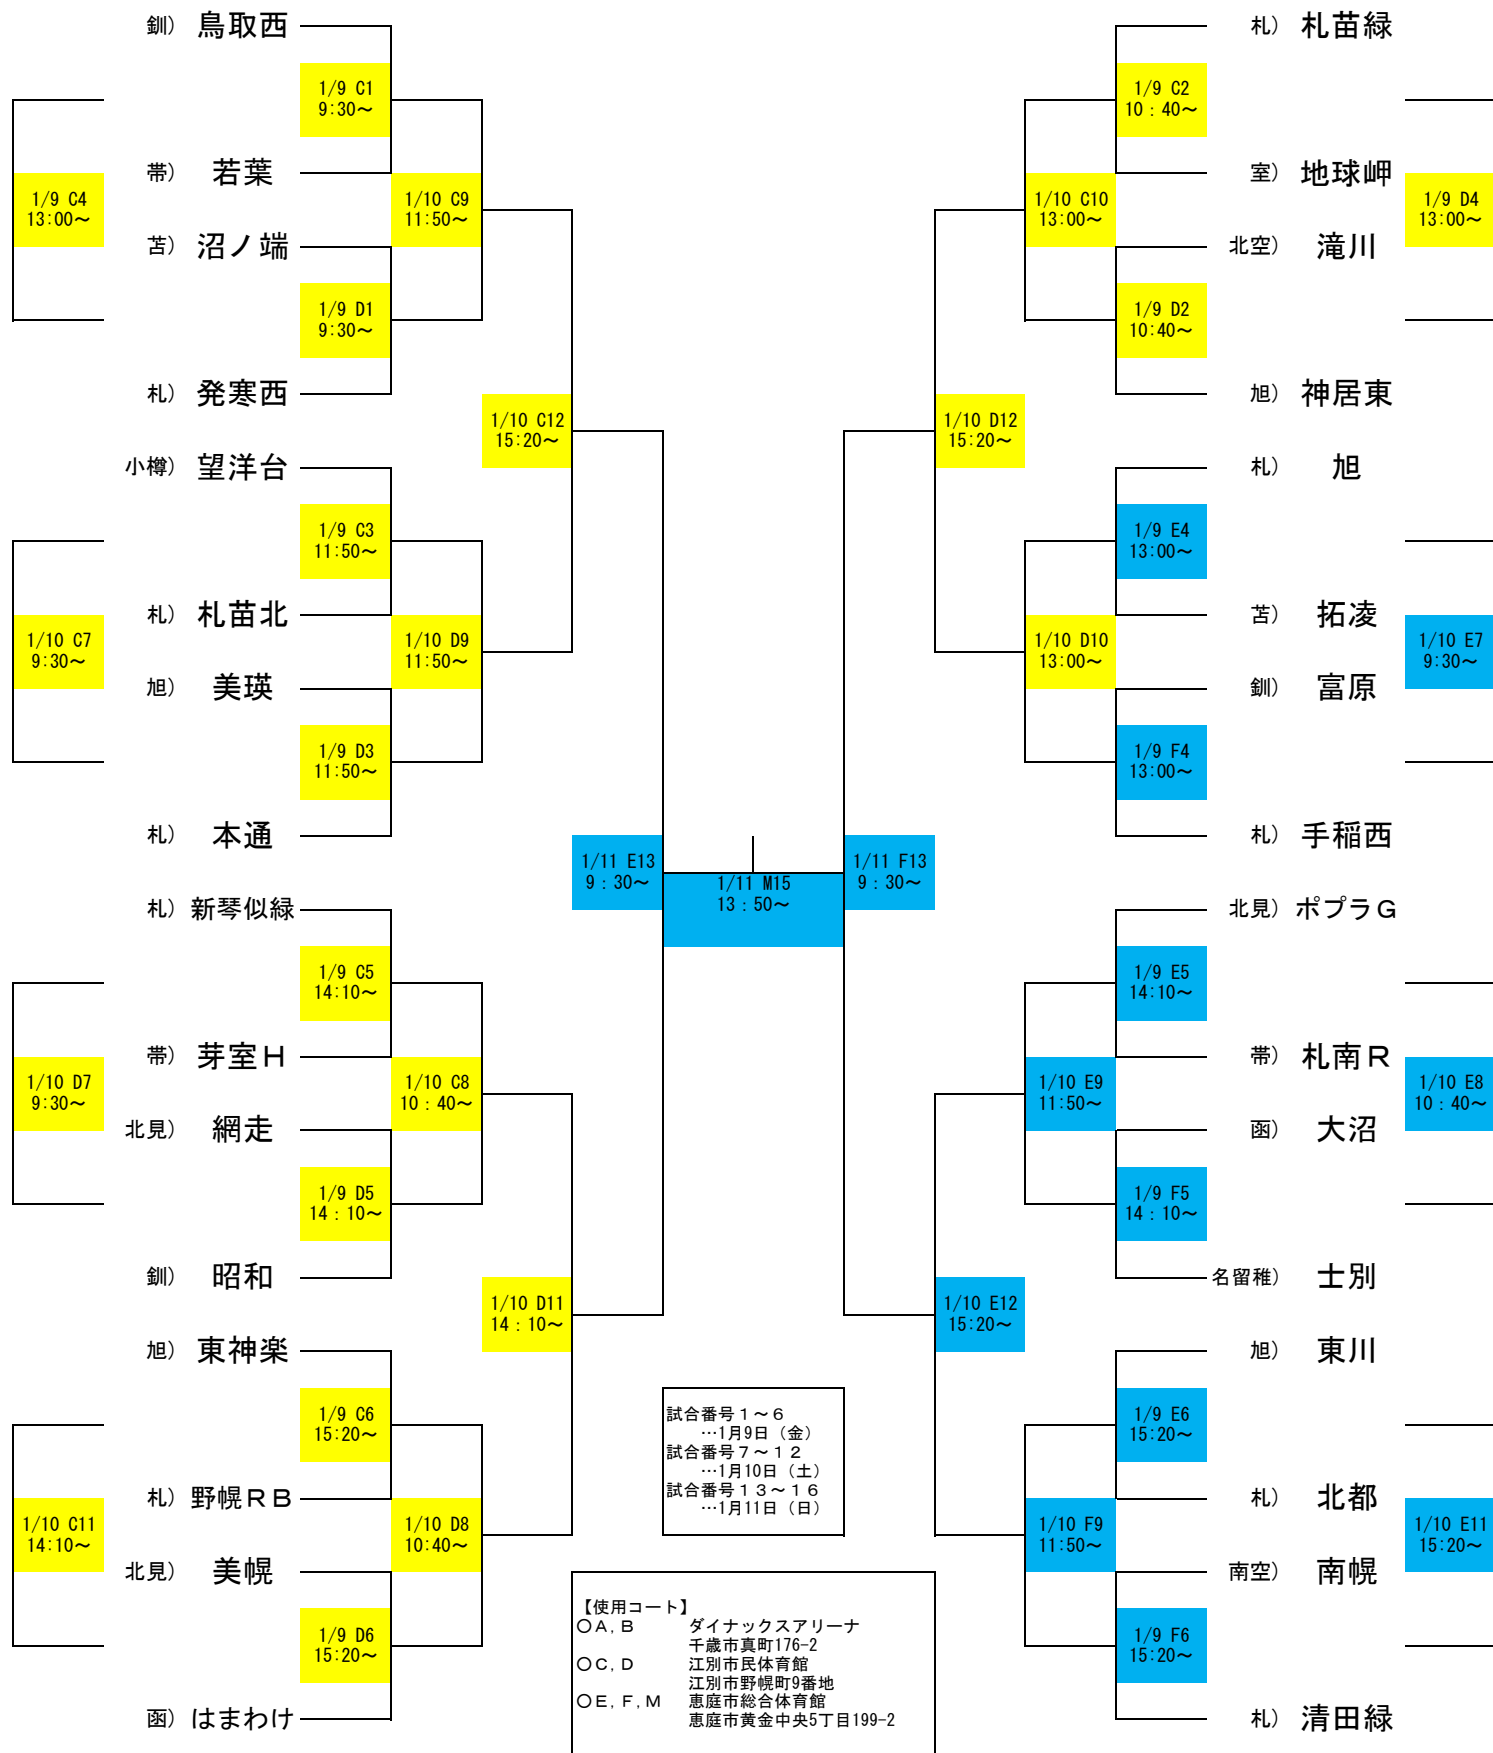 釧） 鳥取西
札） 札苗緑
1/9 C1
9:30～
1/9 C2
10：40～
帯） 若葉
室） 地球岬
1/9 C4
13:00～
1/10 C9
11:50～
1/10 C10
13:00～
1/9 D4
13:00～
苫） 沼ノ端
北空） 滝川
1/9 D1
9:30～
1/9 D2
10:40～
札） 発寒西
旭） 神居東
1/10 C12
15:20～
1/10 D12
15:20～
小樽） 望洋台
札） 旭
1/9 C3
11:50～
1/9 E4
13:00～
札） 札苗北
苫） 拓凌
1/10 C7
9:30～
1/10 D9
11:50～
1/10 D10
13:00～
1/10 E7
9:30～
旭） 美瑛
釧） 富原
1/9 D3
11:50～
1/9 F4
13:00～
札） 本通
札） 手稲西
1/11 E13
9：30～
1/11 M15
13：50～
1/11 F13
9：30～
札） 新琴似緑
北見） ポプラG
1/9 C5
14:10～
1/9 E5
14:10～
帯） 芽室H
帯） 札南R
1/10 D7
9:30～
1/10 C8
10：40～
1/10 E9
11:50～
1/10 E8
10：40～
北見） 網走
函） 大沼
1/9 D5
14：10～
1/9 F5
14：10～
釧） 昭和
名留稚） 士別
1/10 D11
14：10～
1/10 E12
15:20～
旭） 東神楽
旭） 東川
1/9 C6
15:20～
1/9 E6
15:20～
試合番号１～６
…1月9日（金）
試合番号７～１２
…1月10日（土）
試合番号１３～１６
…1月11日（日）
札） 野幌RB
札） 北都
1/10 C11
14:10～
1/10 D8
10:40～
1/10 F9
11:50～
1/10 E11
15:20～
北見） 美幌
南空） 南幌
1/9 D6
15:20～
1/9 F6
15:20～
函） はまわけ
札） 清田緑
【使用コート】
○A，B ダイナックスアリーナ
千歳市真町176-2
○C，D 江別市民体育館
江別市野幌町9番地
○E，F，M 恵庭市総合体育館
恵庭市黄金中央5丁目199-2